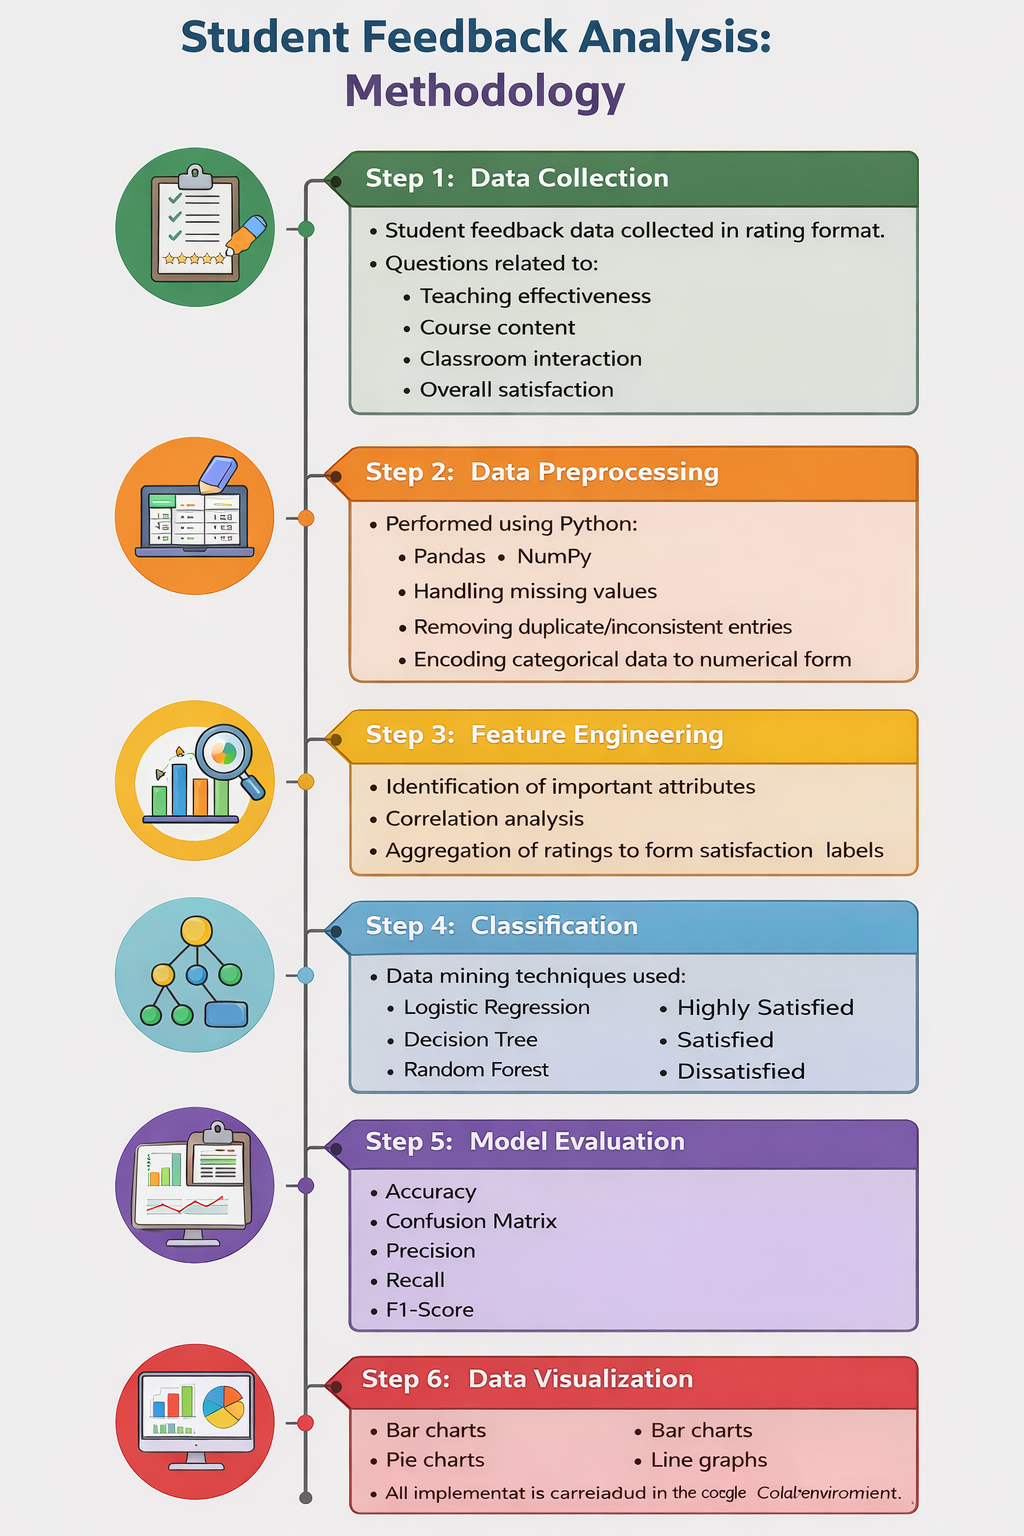 Student Feedback Analysis:
Methodology
Step 1: Data Collection
• Student feedback data collected in rating format.
• Questions related to:
• Teaching effectiveness
• Course content
• Classroom interaction
• Overall satisfaction
Step 2: Data Preprocessing
• Performed using Python:
• Pandas • NumPy
• Handling missing values
• Removing duplicate/inconsistent entries
• Encoding categorical data to numerical form
Step 3: Feature Engineering
• Identification of important attributes
• Correlation analysis
• Aggregation of ratings to form satisfaction labels
Step 4: Classification
• Data mining techniques used:
• Logistic Regression
• Decision Tree
• Random Forest
• Highly Satisfied
• Satisfied
• Dissatisfied
Step 5: Model Evaluation
• Accuracy
• Confusion Matrix
• Precision
• Recall
• F1-Score
Step 6: Data Visualization
• Bar charts
• Pie charts
• Bar charts
• Line graphs
• All implementat is in the